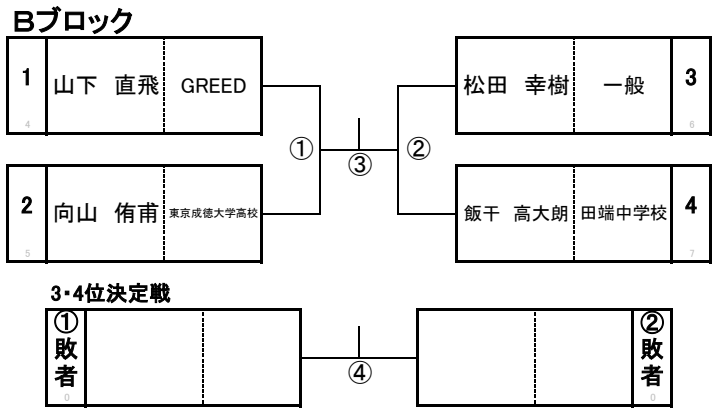 Bブロック
1 山下 直飛 GREED
4
2 向山 侑甫 東京成徳大学高校
5
①
③
②
松田 幸樹 一般 3
6
飯干 高大朗 田端中学校 4
7
3・4位決定戦
①敗者
0
④
②敗者
0